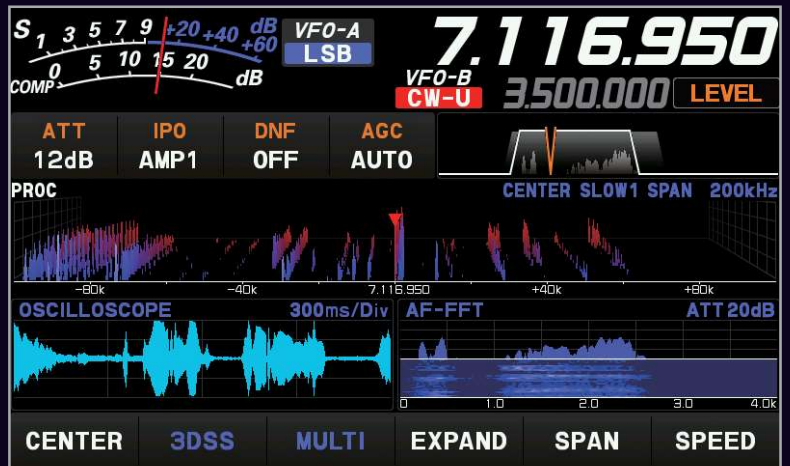 S 1 3 5 7 9 +20 +40 +60 dB
COMP 0 5 10 15 20 dB
VFO-A
LSB
7.116.950
VFO-B
CW-U
3.500.000
LEVEL
ATT IPO DNF AGC
12dB AMP1 OFF AUTO
PROC CENTER SLOW1 SPAN 200kHz
-80k -40k 7.116.950 +40k +80k
OSCILLOSCOPE 300ms/Div AF-FFT ATT 20dB
0 1.0 2.0 3.0 4.0k
CENTER 3DSS MULTI EXPAND SPAN SPEED